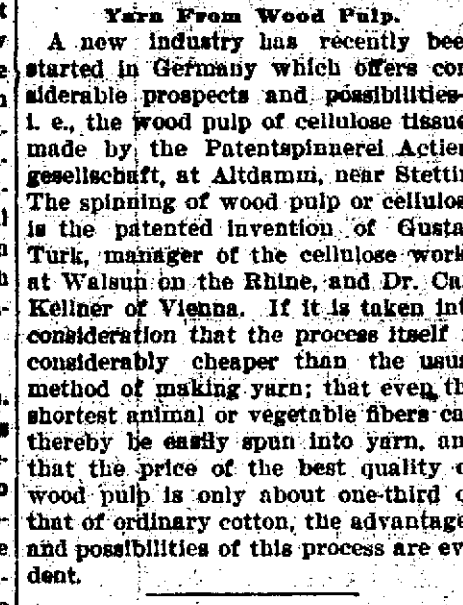 Yarn From Wood Pulp.
A new industry has recently bee
started in Germany which offers con
siderable prospects and possibilities—
i. e., the wood pulp of cellulose tissue
made by the Patentspinnerei Actien
gesellschaft, at Altdamm, near Stettin
The spinning of wood pulp or cellulos
is the patented invention of Gusta
Turk, manager of the cellulose work
at Walsun on the Rhine, and Dr. Ca
Kellner of Vienna. If it is taken int
consideration that the process itself
considerably cheaper than the usua
method of making yarn; that even th
shortest animal or vegetable fibers ca
thereby be easily spun into yarn, an
that the price of the best quality o
wood pulp is only about one-third o
that of ordinary cotton, the advantage
and possibilities of this process are ev
dent.